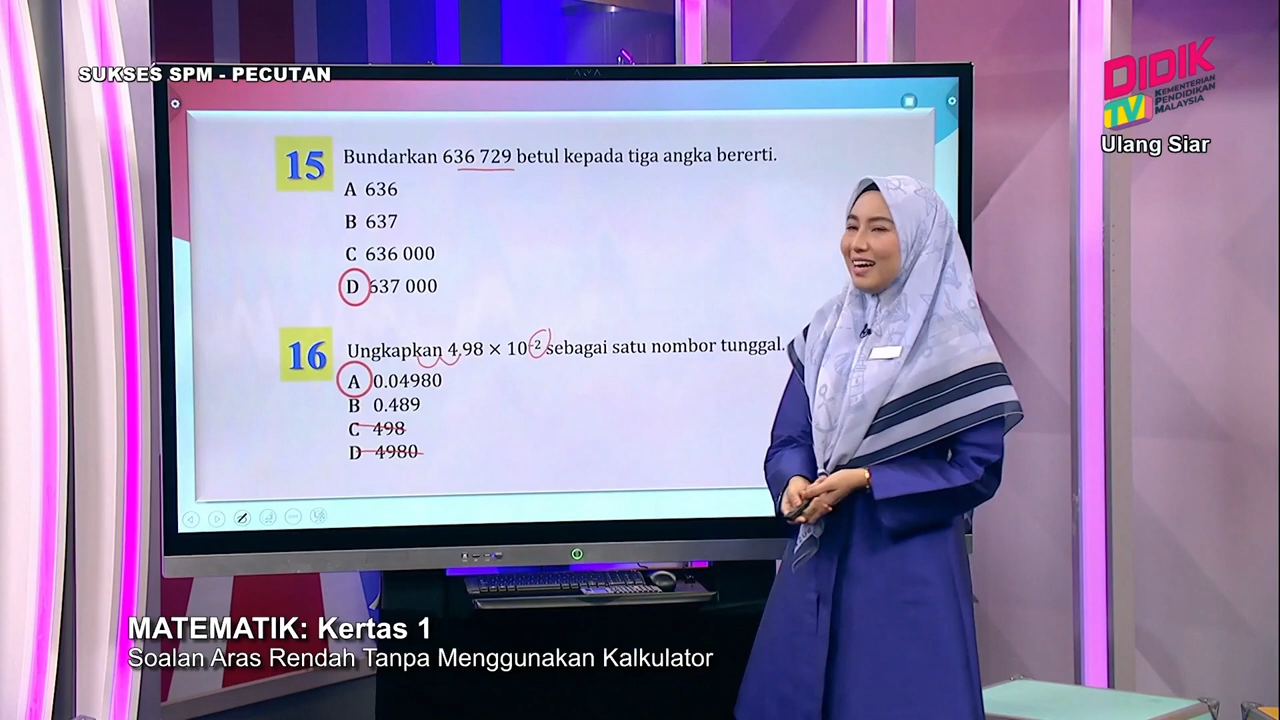 SUKSES SPM - PECUTAN
DIDIK
TV
KEMENTERIAN
PENDIDIKAN
MALAYSIA
Ulang Siar
15
Bundarkan 636 729 betul kepada tiga angka bererti.
A 636
B 637
C 636 000
D 637 000
16
Ungkapkan 4.98 × 10⁻² sebagai satu nombor tunggal.
A 0.04980
B 0.489
C 498
D 4980
MATEMATIK: Kertas 1
Soalan Aras Rendah Tanpa Menggunakan Kalkulator